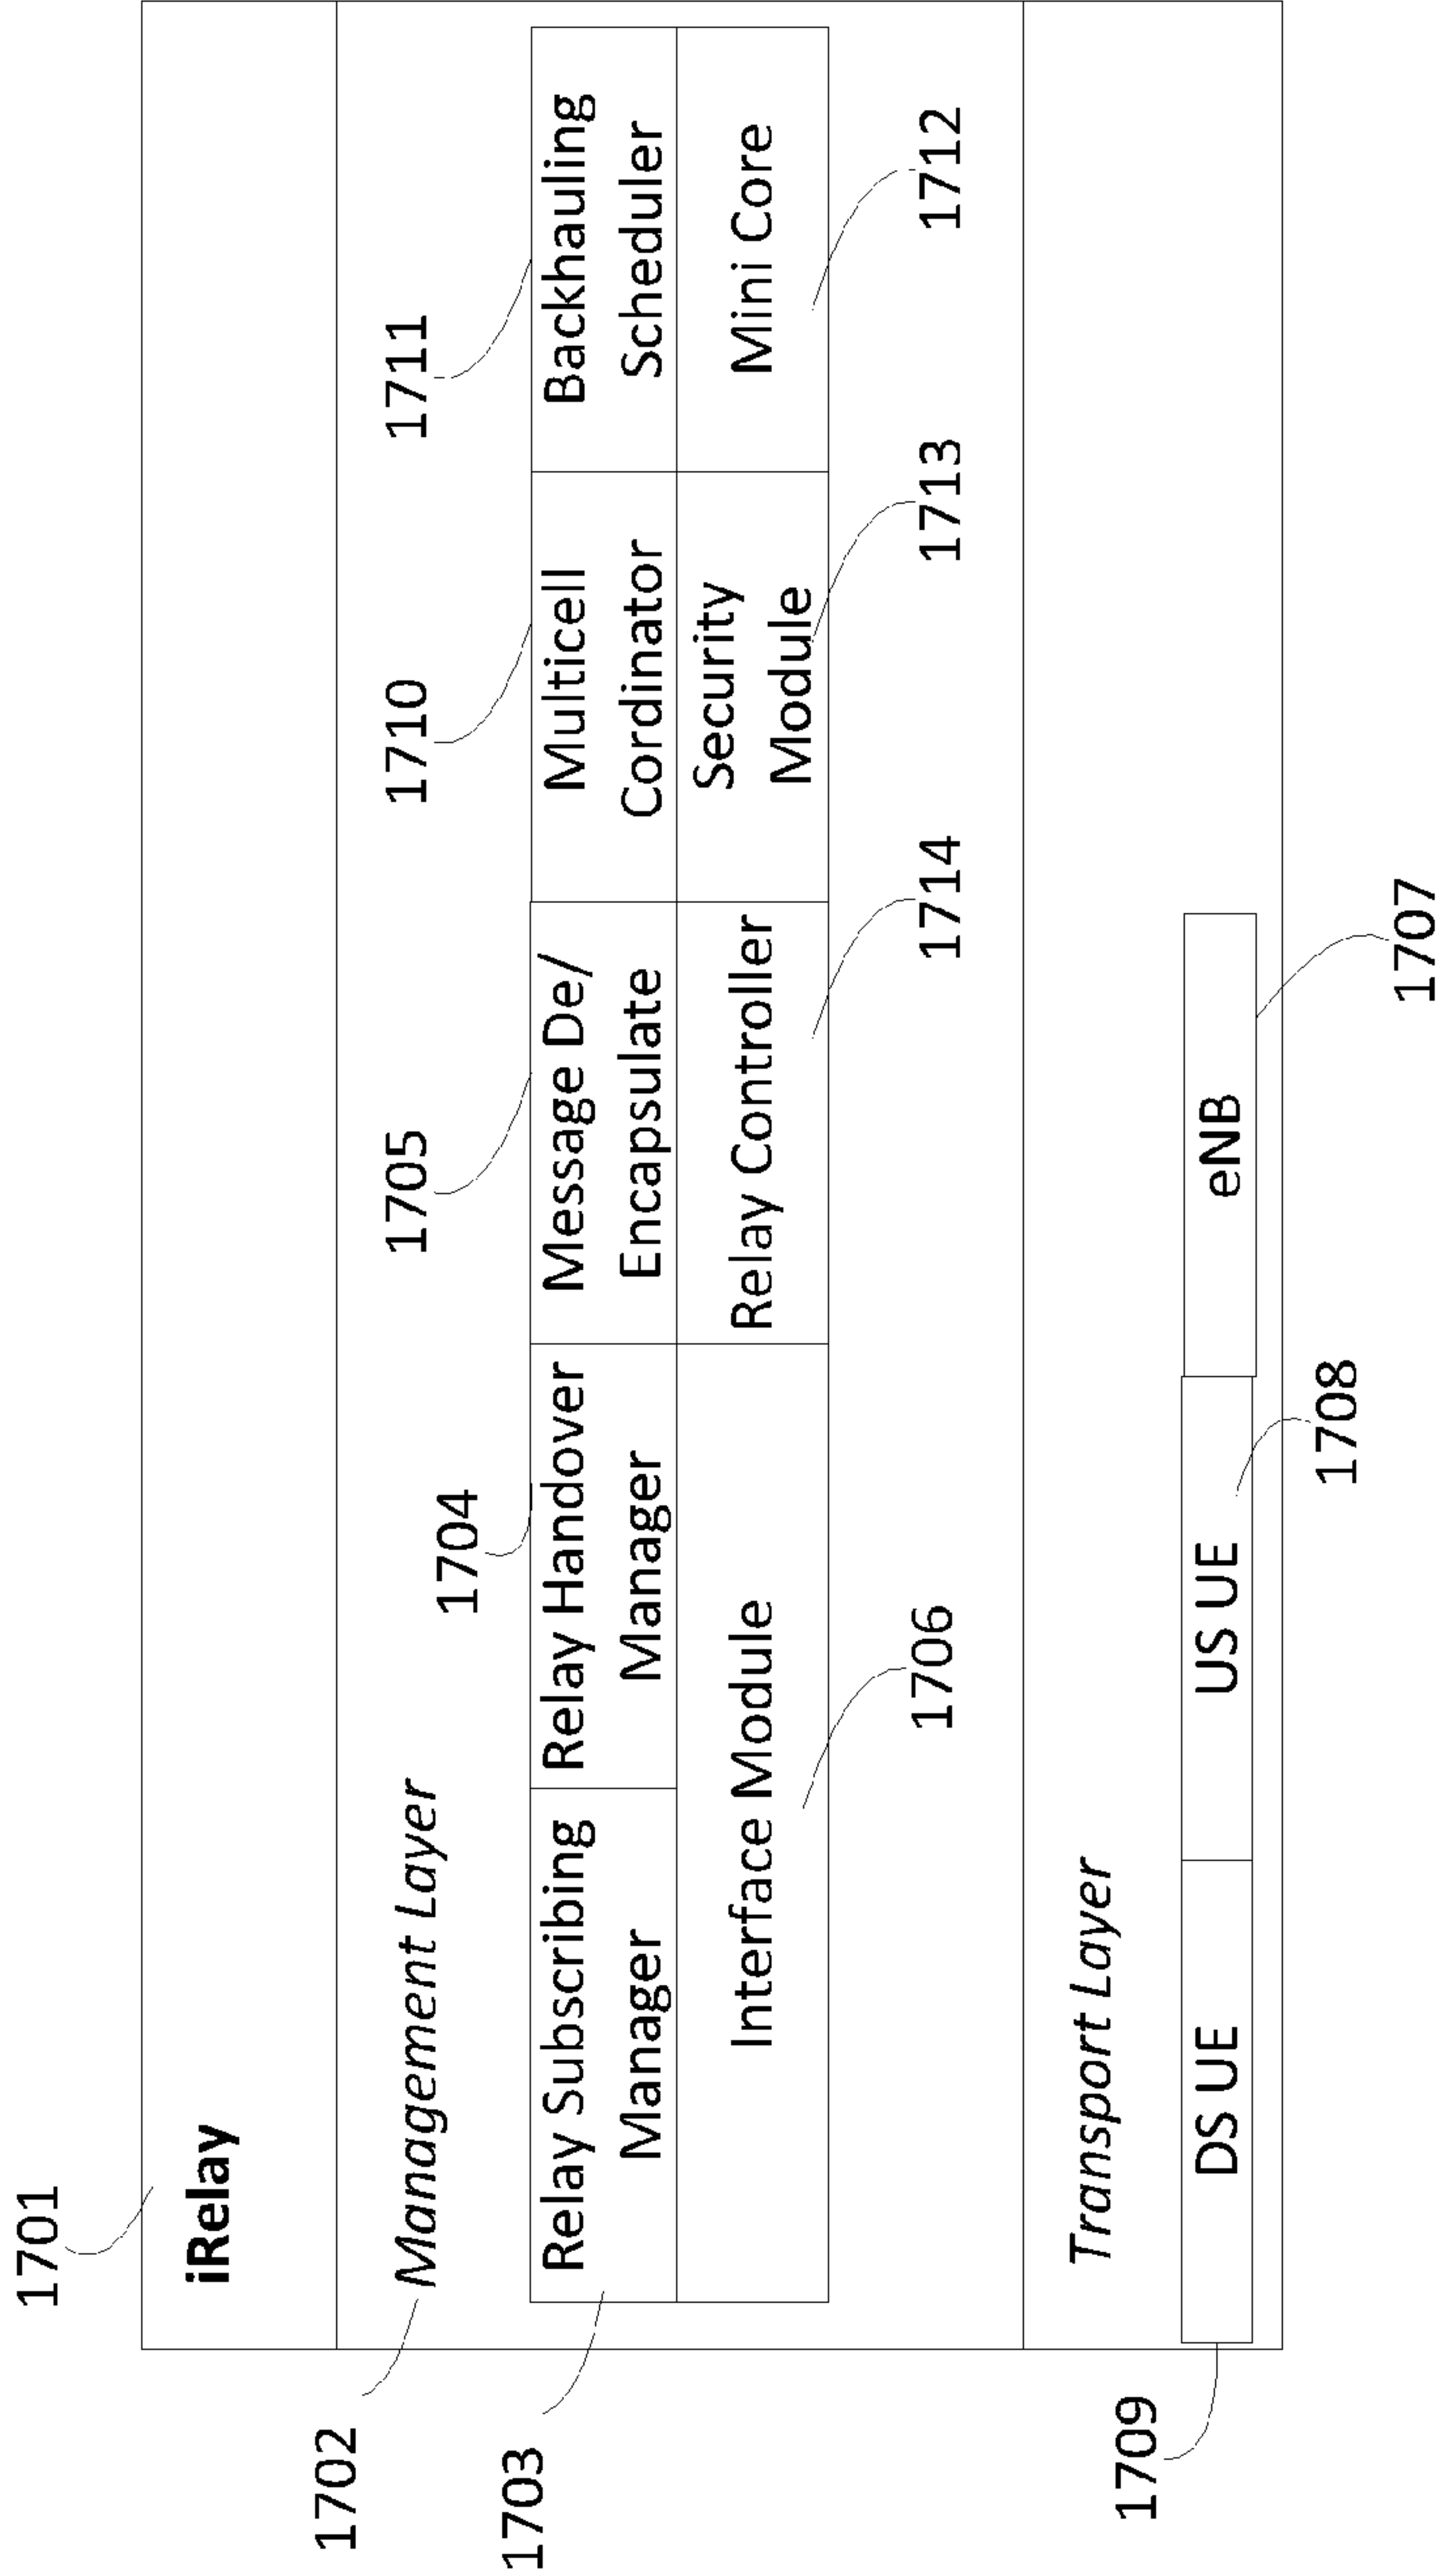 1701
iRelay
1702
Management Layer
1704
1705
1710
1711
1703
Relay Subscribing
Manager
Relay Handover
Manager
Message De/
Encapsulate
Multicell
Cordinator
Backhauling
Scheduler
Interface Module
Relay Controller
Security
Module
Mini Core
1706
1714
1713
1712
Transport Layer
1709
DS UE
US UE
eNB
1708
1707